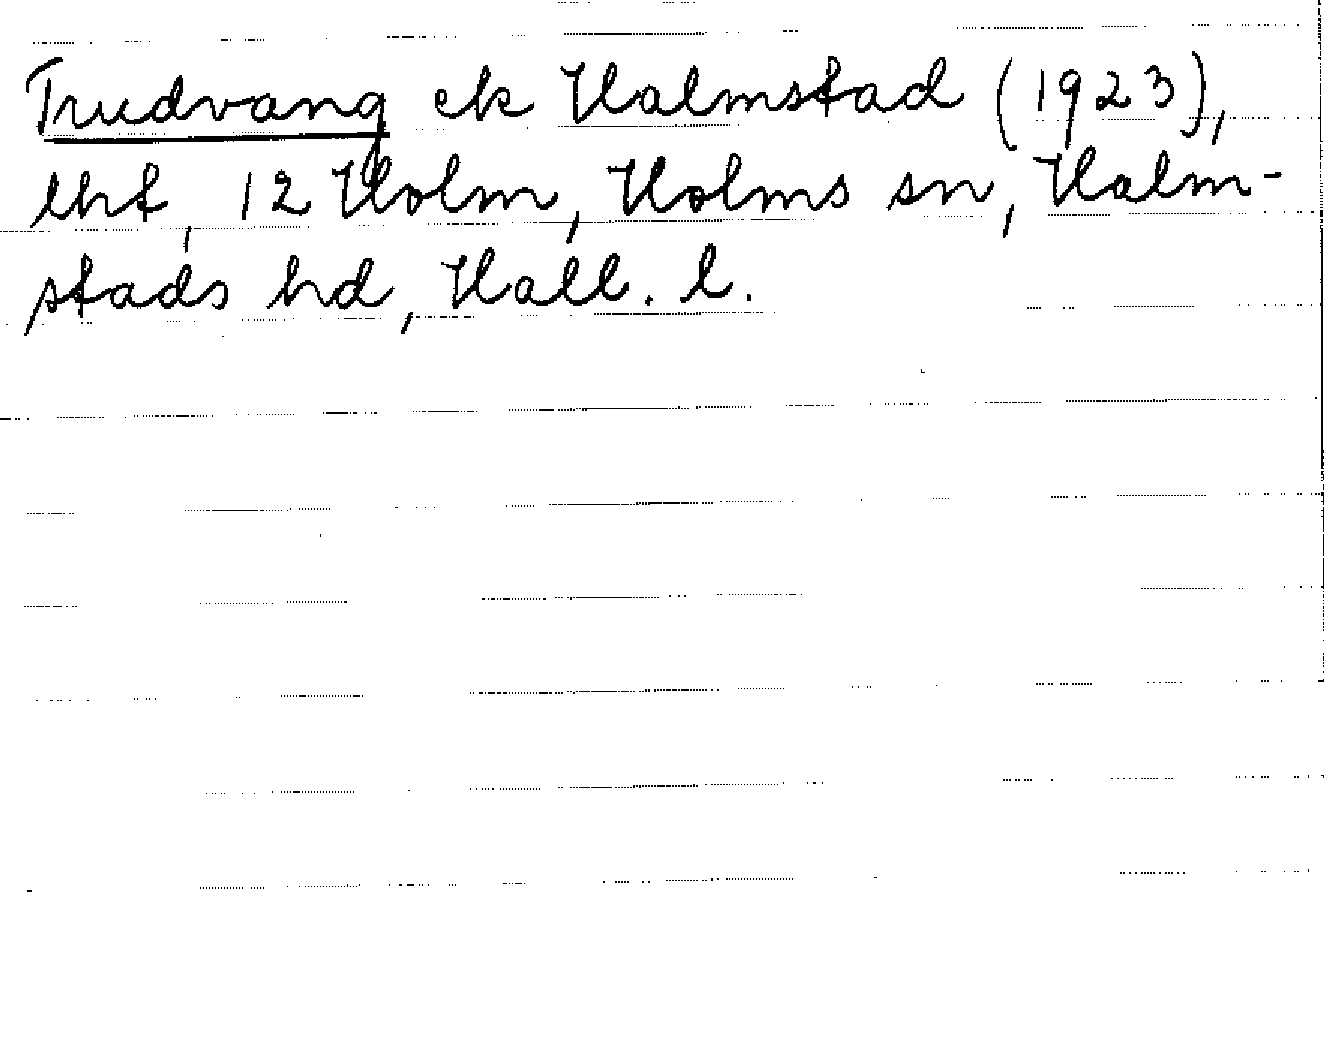 Trudvang ek Halmstad (1923),
lht, 12 Holm, Holms sn, Halm-
stads hd, Hall. l.